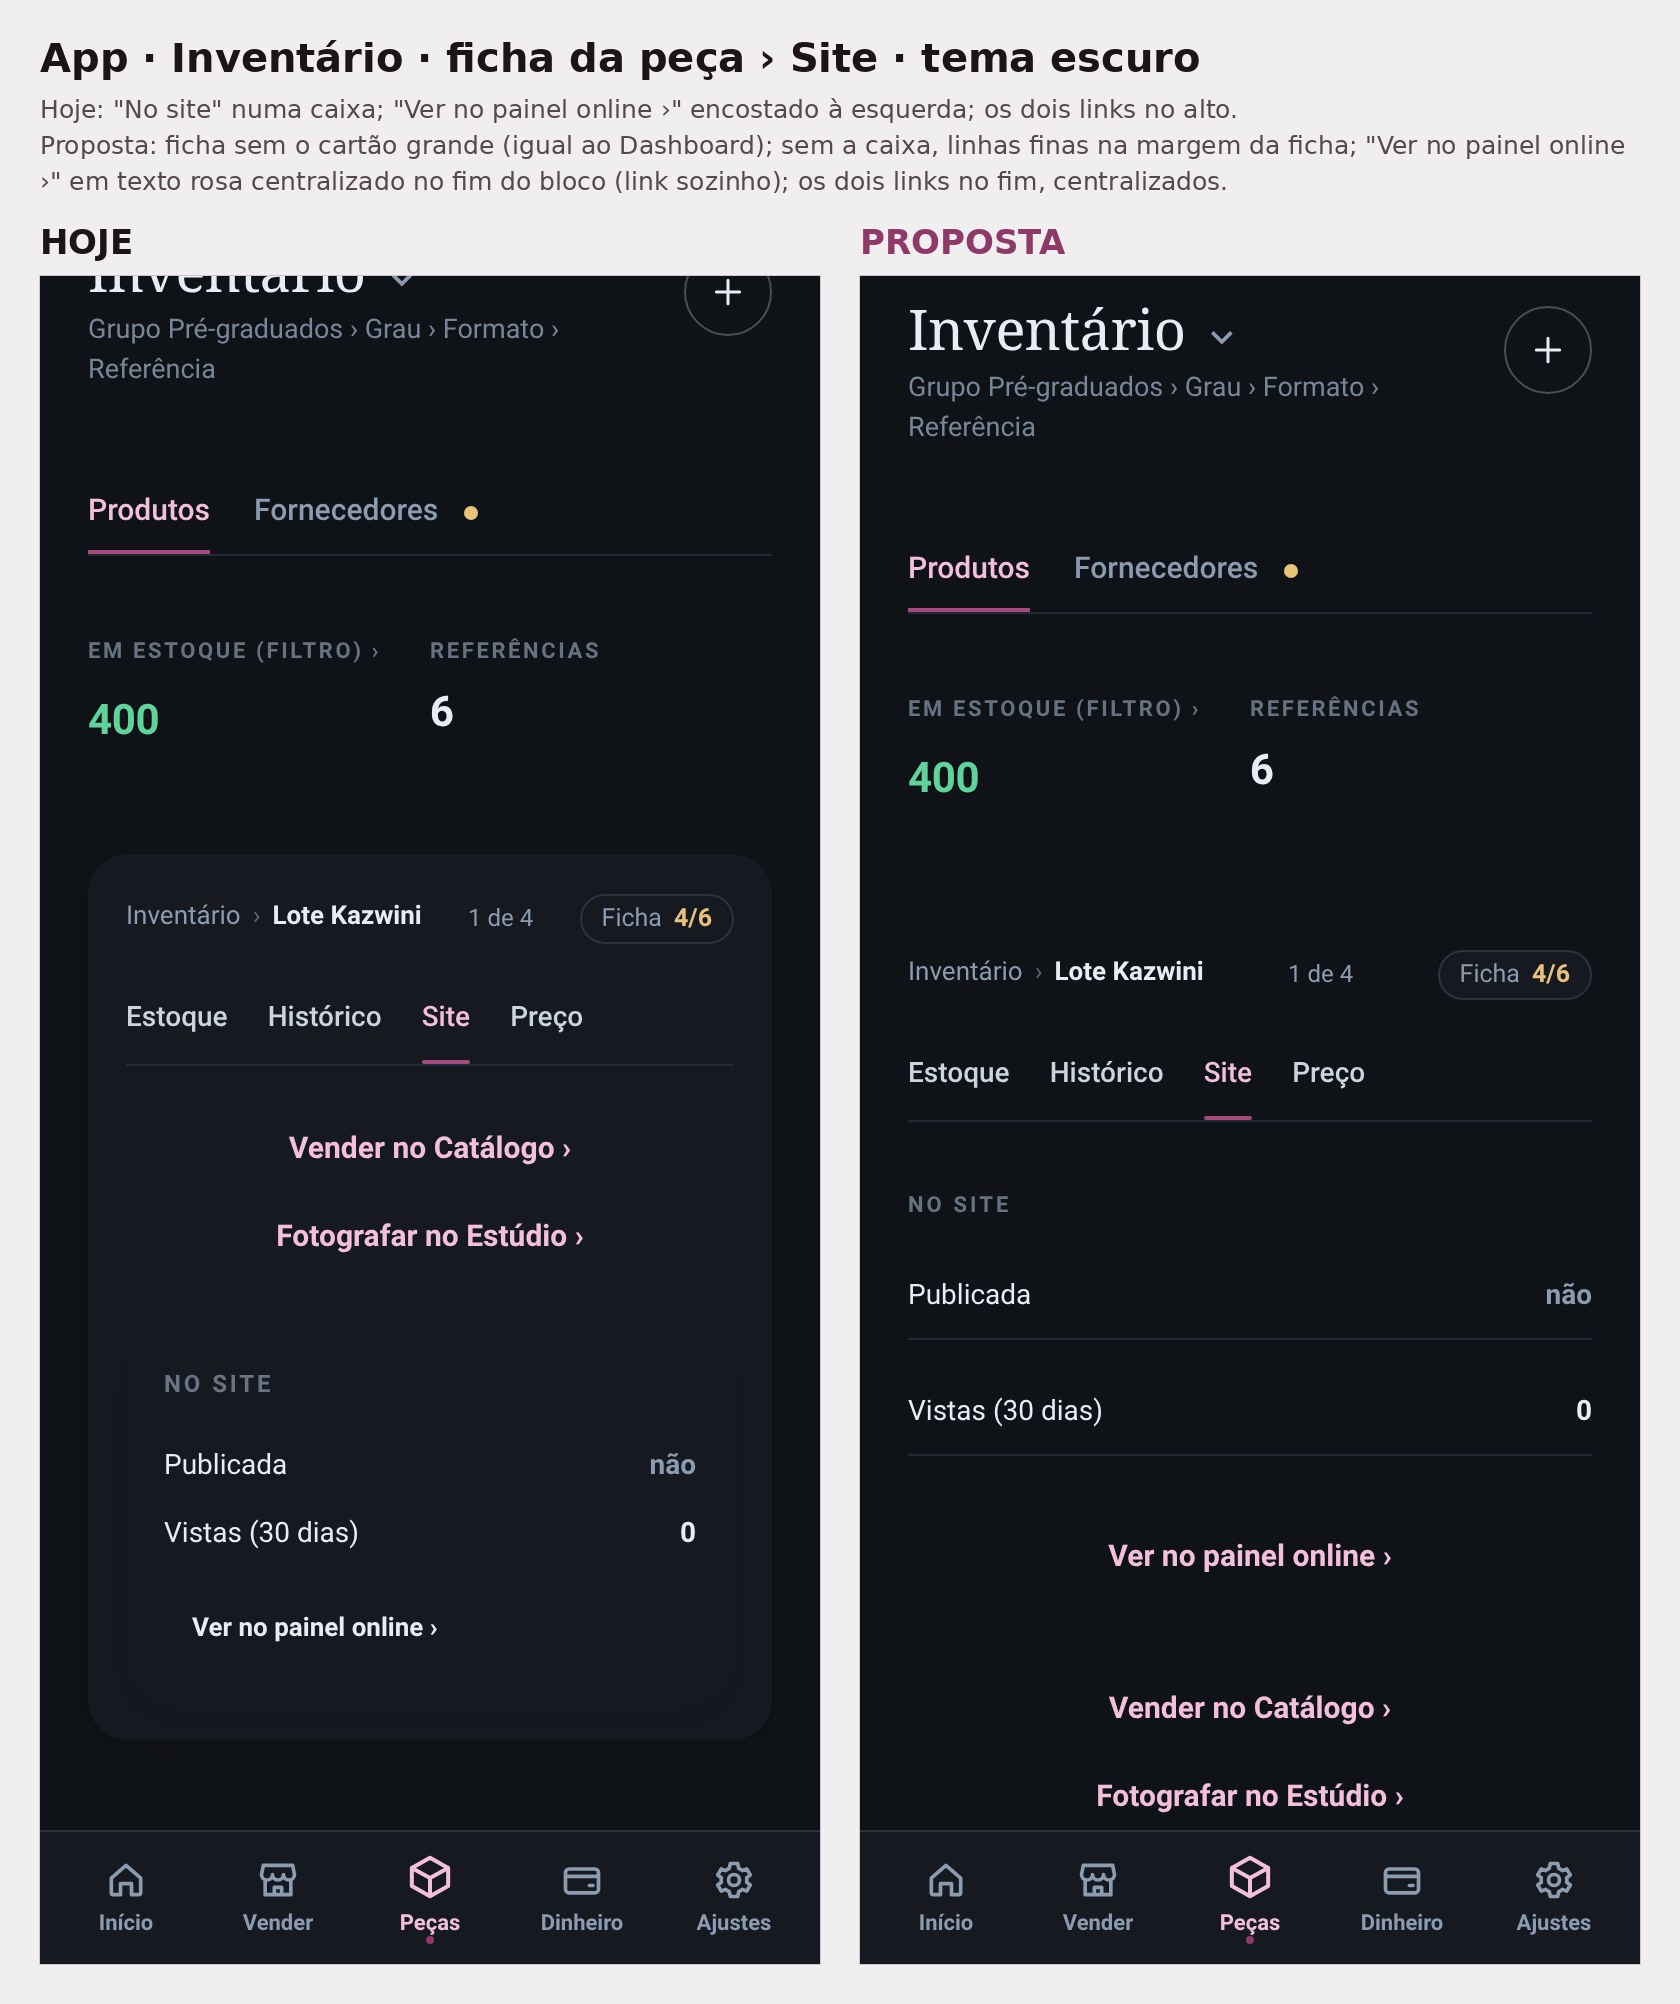 App · Inventário · ficha da peça › Site · tema escuro
Hoje: "No site" numa caixa; "Ver no painel online ›" encostado à esquerda; os dois links no alto.
Proposta: ficha sem o cartão grande (igual ao Dashboard); sem a caixa, linhas finas na margem da ficha; "Ver no painel online
›" em texto rosa centralizado no fim do bloco (link sozinho); os dois links no fim, centralizados.
HOJE
Inventário
Grupo Pré-graduados › Grau › Formato ›
Referência
Produtos Fornecedores
EM ESTOQUE (FILTRO) › REFERÊNCIAS
400 6
Inventário › Lote Kazwini 1 de 4 Ficha 4/6
Estoque Histórico Site Preço
Vender no Catálogo ›
Fotografar no Estúdio ›
NO SITE
Publicada não
Vistas (30 dias) 0
Ver no painel online ›
Início Vender Peças Dinheiro Ajustes
PROPOSTA
Inventário
Grupo Pré-graduados › Grau › Formato ›
Referência
Produtos Fornecedores
EM ESTOQUE (FILTRO) › REFERÊNCIAS
400 6
Inventário › Lote Kazwini 1 de 4 Ficha 4/6
Estoque Histórico Site Preço
NO SITE
Publicada não
Vistas (30 dias) 0
Ver no painel online ›
Vender no Catálogo ›
Fotografar no Estúdio ›
Início Vender Peças Dinheiro Ajustes